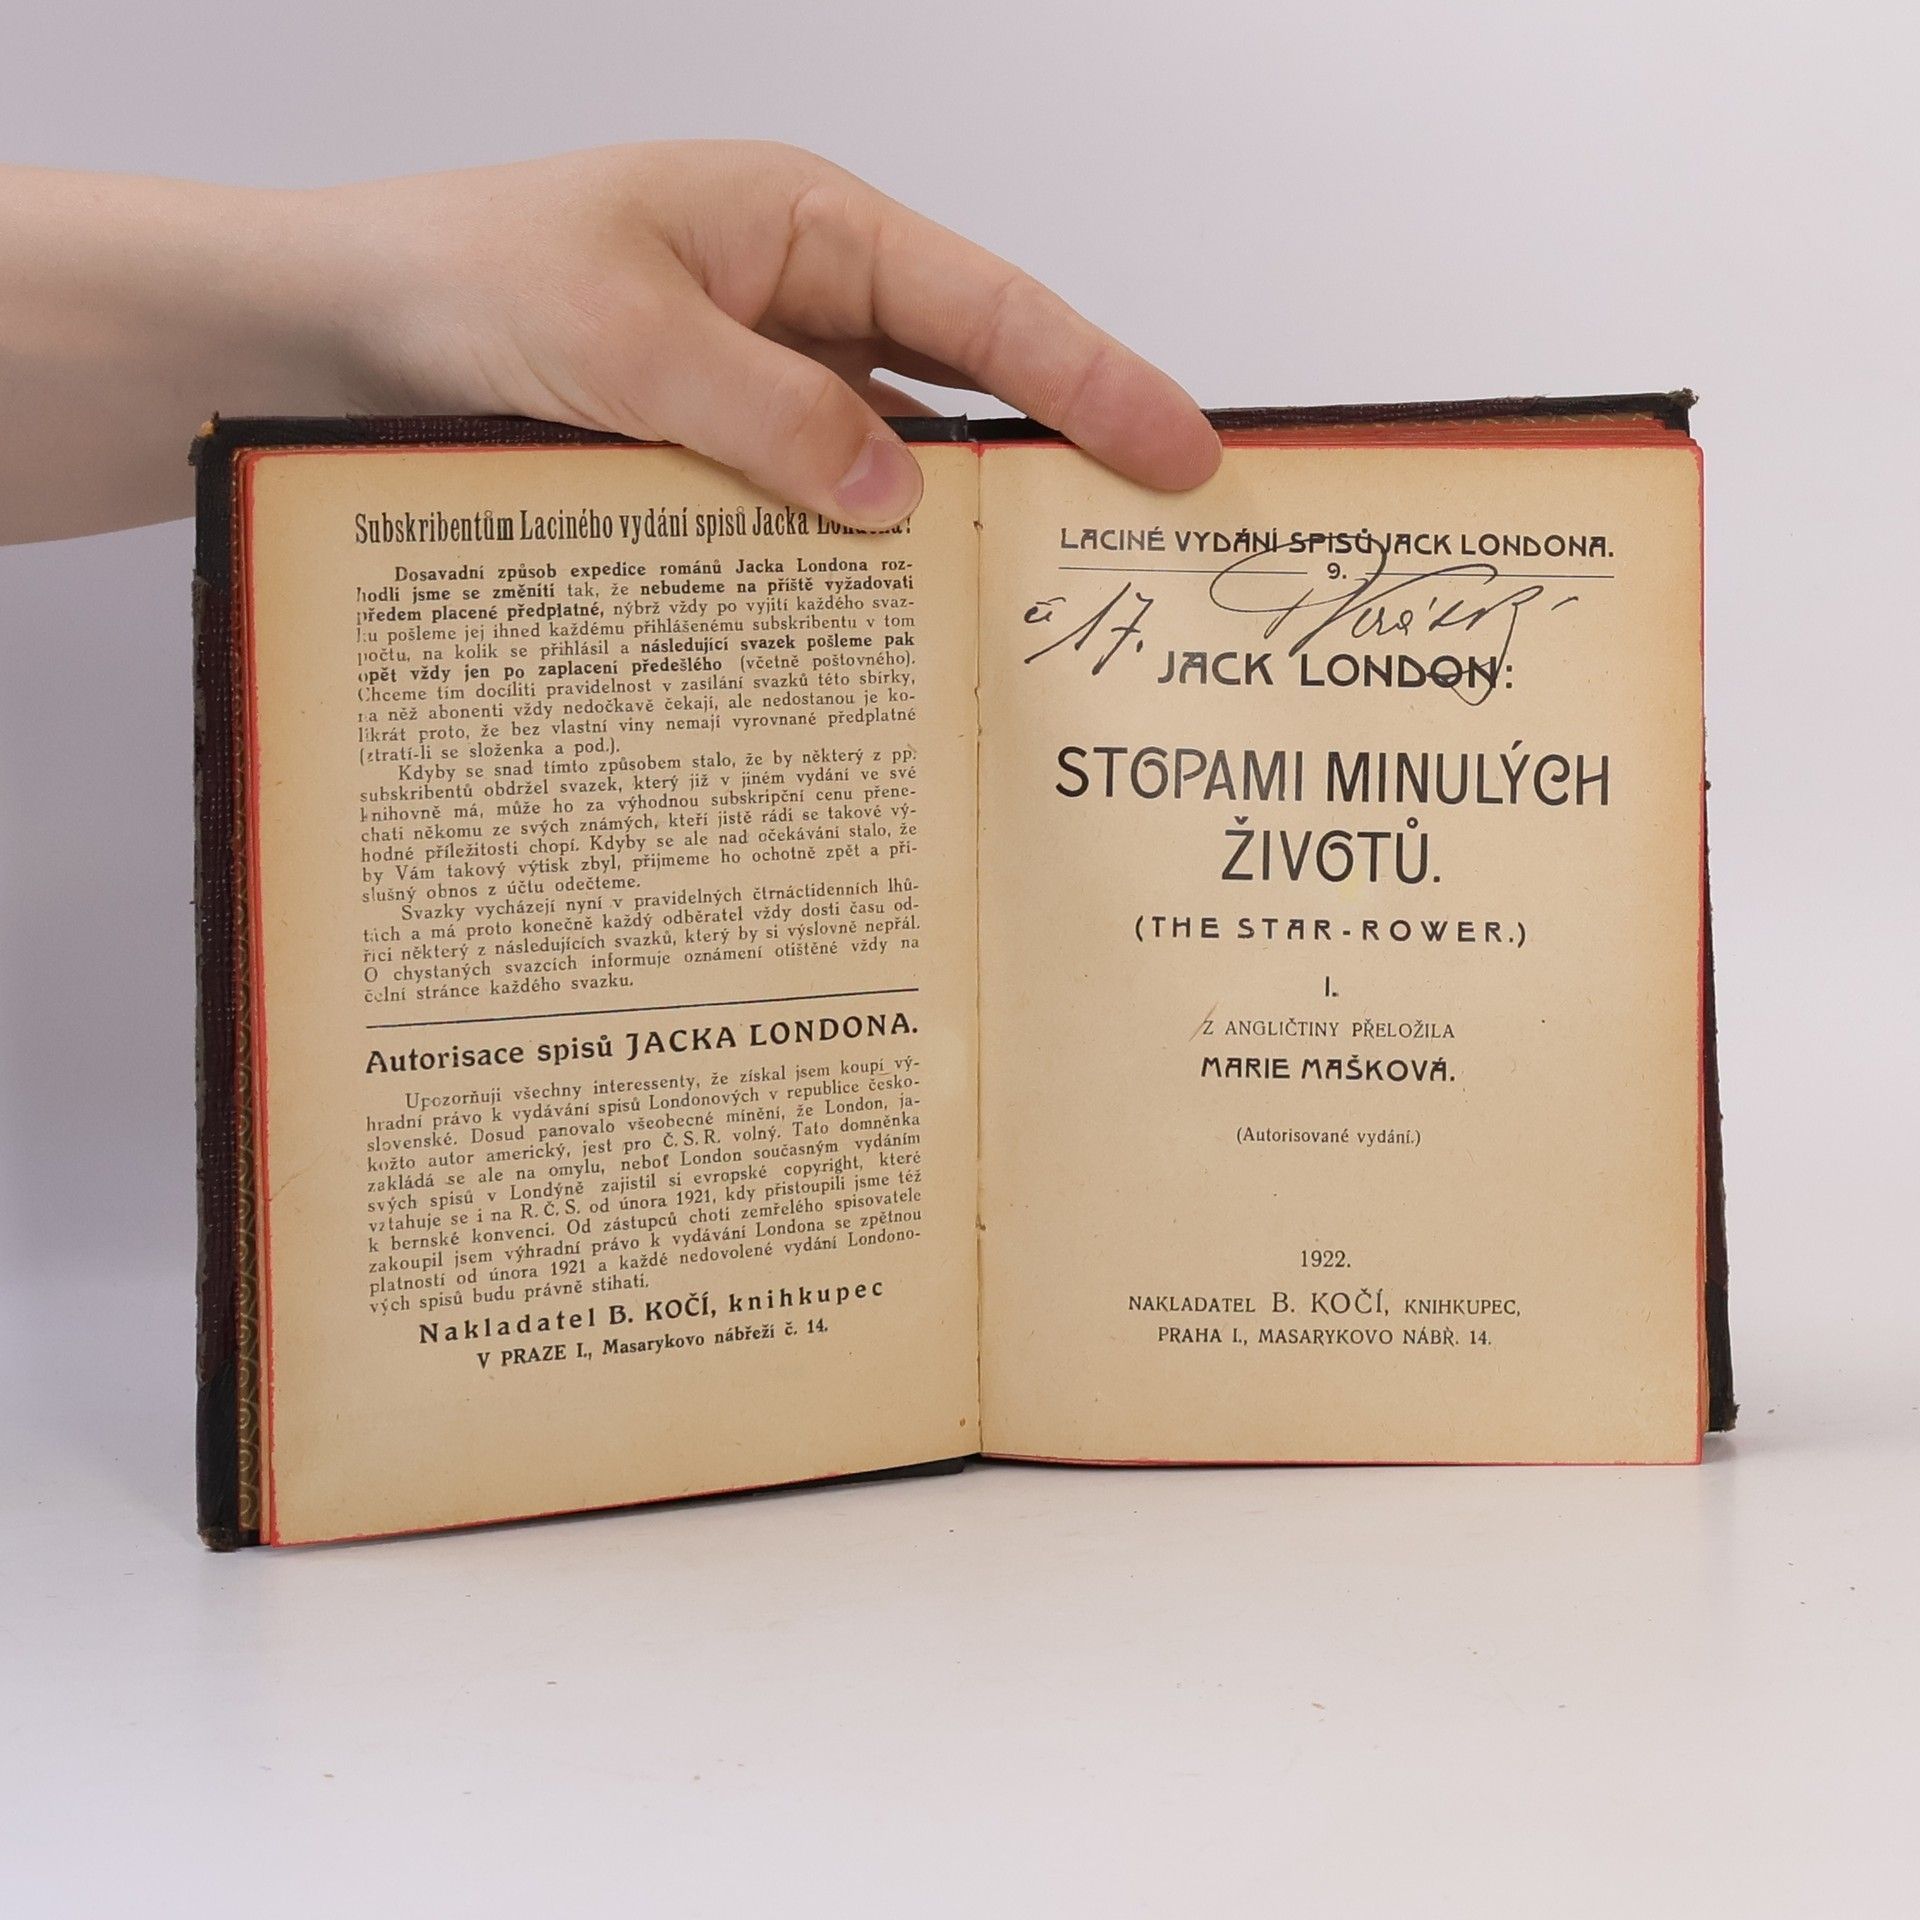 Subskribentům Laciného vydání spisů Jacka
Dosavadní způsob expedice románů Jacka Londona roz-
hodli jsme se změniti tak, že nebudeme na příště vyžadovati
předem placené předplatné, nýbrž vždy po vyjití každého svaz-
ku pošleme jej ihned každému přihlášenému subskribentu v tom
počtu, na kolik se přihlásil a následující svazek pošleme pak
opět vždy jen po zaplacení předešlého (včetně poštovného).
Chceme tím docíliti pravidelnost v zasílání svazků této sbírky,
na něž abonenti vždy nedočkavě čekají, ale nedostanou je ko-
likrát proto, že bez vlastní viny nemají vyrovnané předplatné
(ztratí-li se složenka a pod.).
Kdyby se snad tímto způsobem stalo, že by některý z pp.
subskribentů obdržel svazek, který již v jiném vydání ve své
knihovně má, může ho za výhodnou subskripční cenu přene-
chati někomu ze svých známých, kteří jistě rádi se takové vý-
hodné příležitosti chopí. Kdyby se ale nad očekávání stalo, že
by Vám takový výtisk zbyl, přijmeme ho ochotně zpět a pří-
slušný obnos z účtu odečteme.
Svazky vycházejí nyní v pravidelných čtrnáctidenních lhů-
tách a má proto konečně každý odběratel vždy dosti času od-
říci některý z následujících svazků, který by si výslovně nepřál.
O chystaných svazcích informuje oznámení otištěné vždy na
čelní stránce každého svazku.
Autorisace spisů JACKA LONDONA.
Upozorňuji všechny interessenty, že získal jsem koupí vý-
hradní právo k vydávání spisů Londonových v republice česko-
slovenské. Dosud panovalo všeobecné mínění, že London, ja-
kožto autor americký, jest pro Č. S. R. volný. Tato domněnka
zakládá se ale na omylu, neboť London současným vydáním
svých spisů v Londýně zajistil si evropské copyright, které
vztahuje se i na R. Č. S. od února 1921, kdy přistoupili jsme též
k bernské konvenci. Od zástupců choti zemřelého spisovatele
zakoupil jsem výhradní právo k vydávání Londona se zpětnou
platností od února 1921 a každé nedovolené vydání Londono-
vých spisů budu právně stíhati.
Nakladatel B. KOČÍ, knihkupec
V PRAZE I., Masarykovo nábřeží č. 14.
LACINÉ VYDÁNÍ SPISŮ JACK LONDONA.
9.
č 17.
JACK LONDON:
STOPAMI MINULÝCH
ŽIVOTŮ.
(THE STAR-ROWER.)
I.
Z ANGLIČTINY PŘELOŽILA
MARIE MAŠKOVÁ.
(Autorisované vydání.)
1922.
NAKLADATEL B. KOČÍ, KNIHKUPEC,
PRAHA I., MASARYKOVO NÁBŘ. 14.